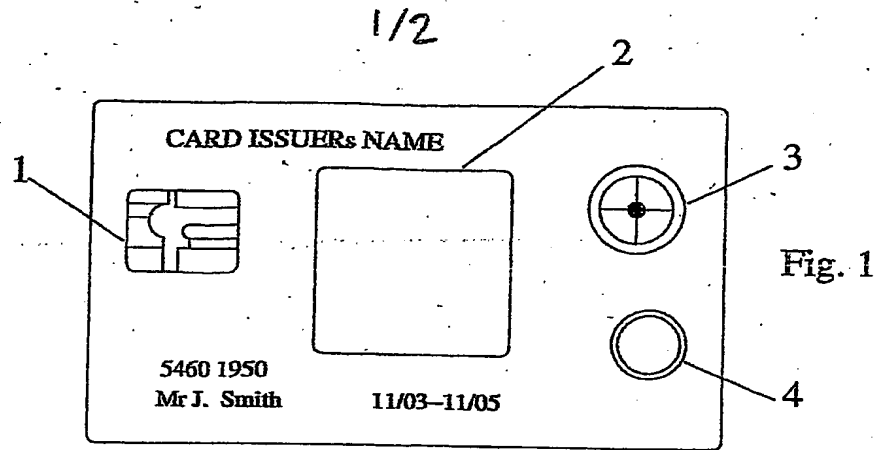 1/2
2
CARD ISSUERs NAME
1
3
Fig. 1
5460 1950
Mr J. Smith 11/03–11/05
4